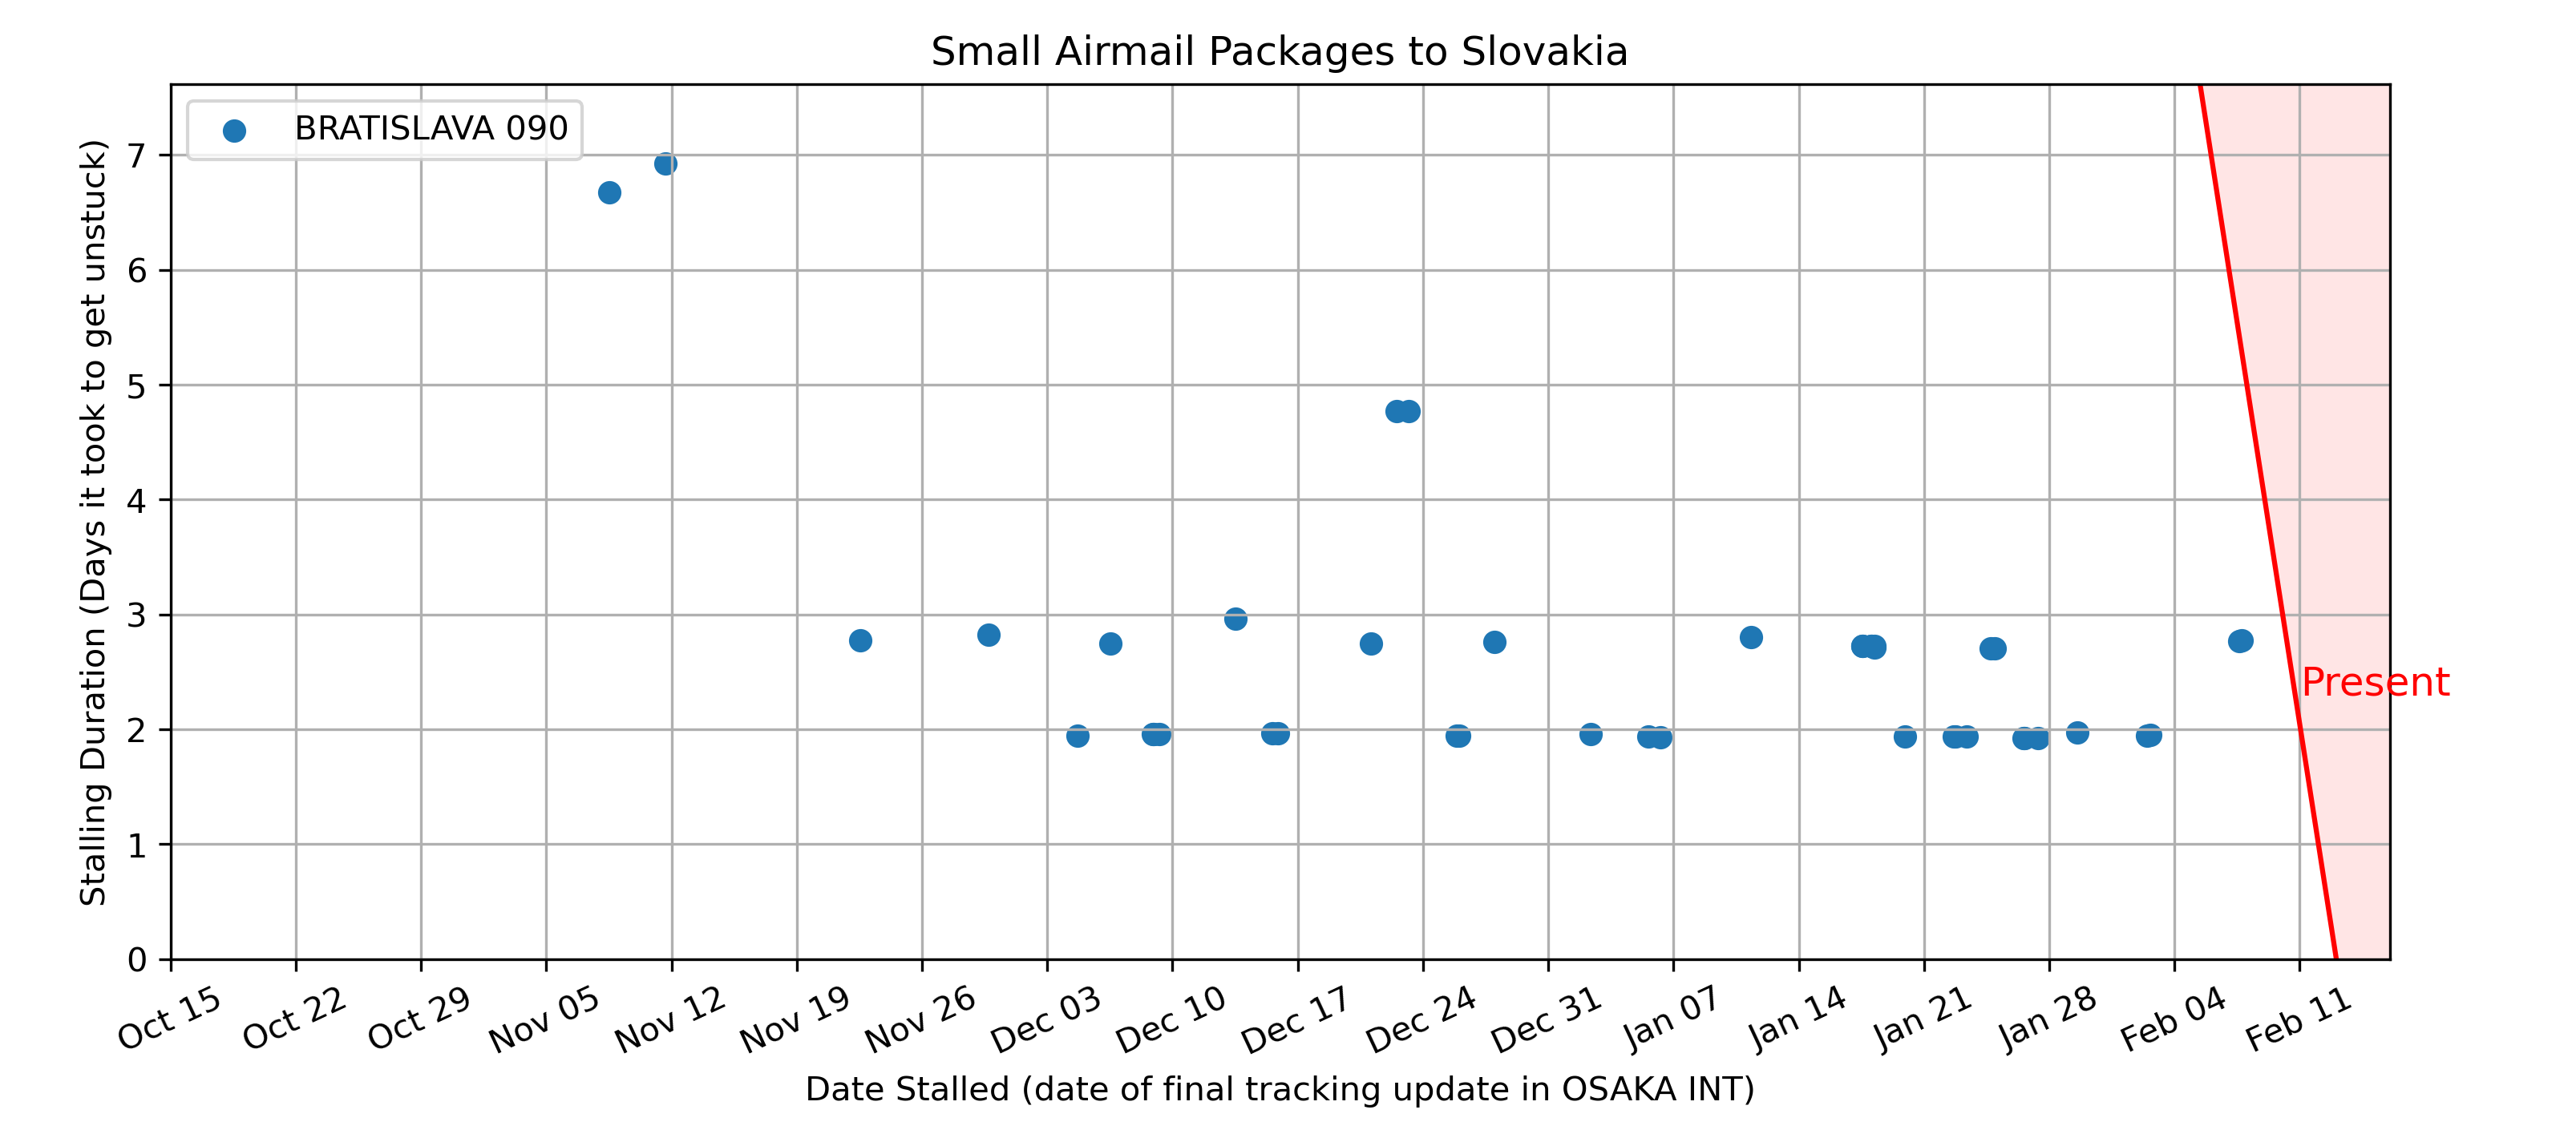 Small Airmail Packages to Slovakia
BRATISLAVA 090
Stalling Duration (Days it took to get unstuck)
7
6
5
4
3
2
1
0
Present
Oct 15 Oct 22 Oct 29 Nov 05 Nov 12 Nov 19 Nov 26 Dec 03 Dec 10 Dec 17 Dec 24 Dec 31 Jan 07 Jan 14 Jan 21 Jan 28 Feb 04 Feb 11
Date Stalled (date of final tracking update in OSAKA INT)